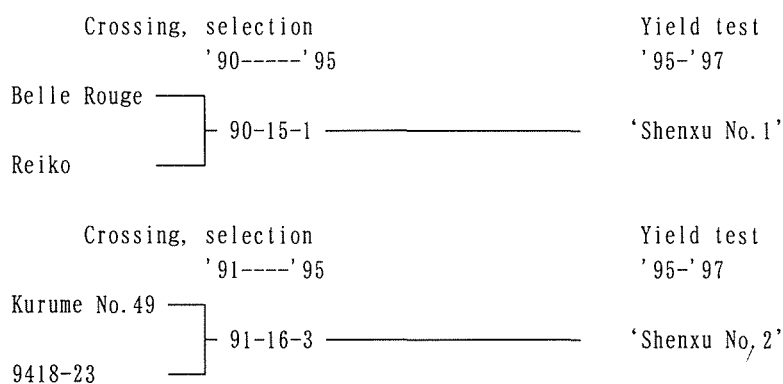 Crossing, selection Yield test
'90-----'95 '95-'97
Belle Rouge
90-15-1 'Shenxu No.1'
Reiko
Crossing, selection Yield test
'91----'95 '95-'97
Kurume No.49
91-16-3 'Shenxu No.2'
9418-23